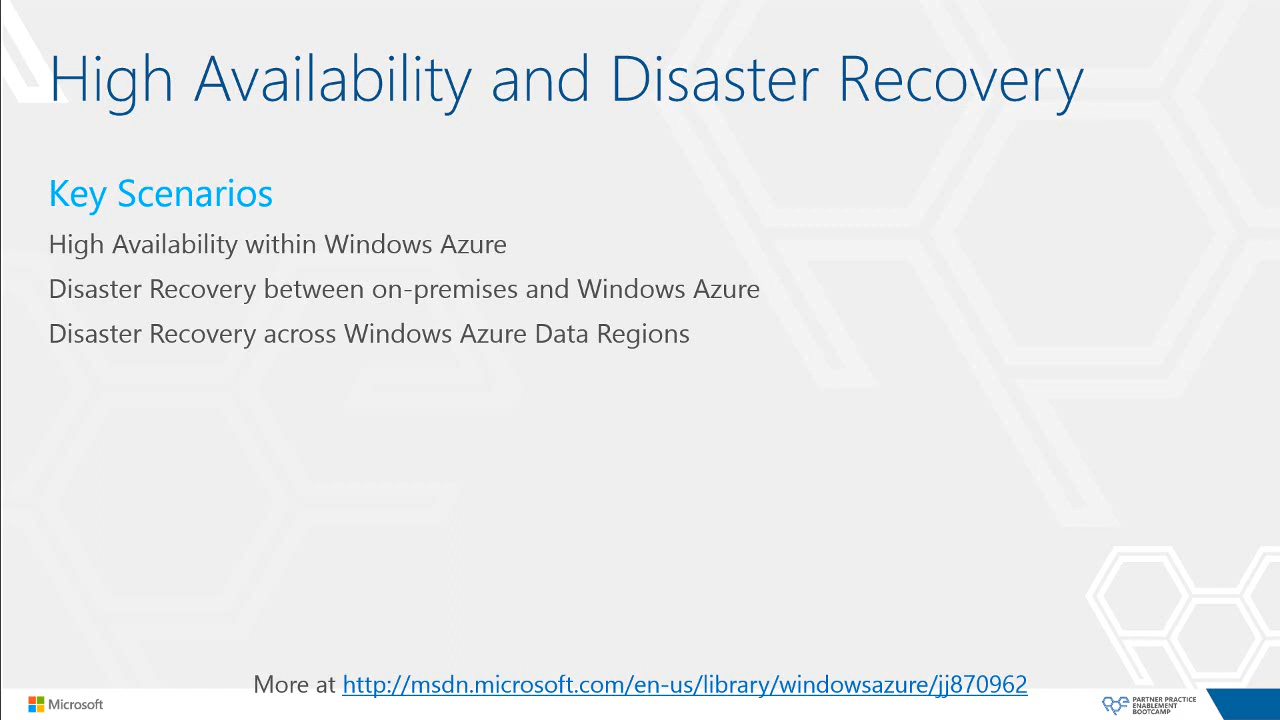 High Availability and Disaster Recovery
Key Scenarios
High Availability within Windows Azure
Disaster Recovery between on-premises and Windows Azure
Disaster Recovery across Windows Azure Data Regions
More at http://msdn.microsoft.com/en-us/library/windowsazure/jj870962
Microsoft
PARTNER PRACTICE
ENABLEMENT
BOOTCAMP